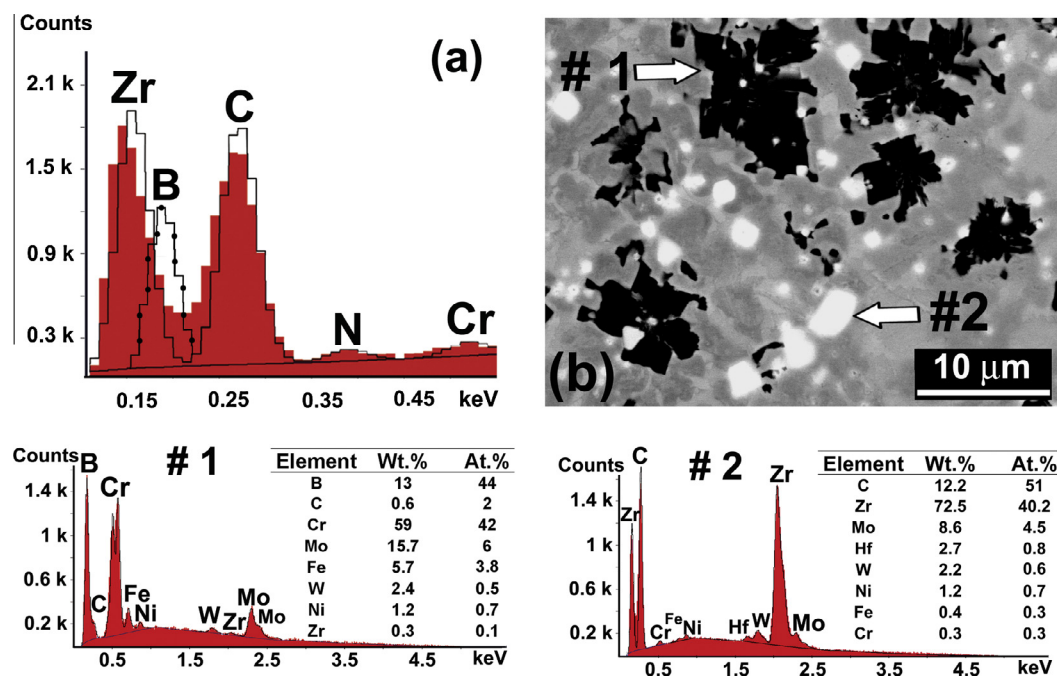 Counts
(a)
2.1 k
1.5 k
0.9 k
0.3 k
Zr
B
C
N
Cr
0.15
0.25
0.35
0.45
keV
# 1
#2
(b)
10 μm
Counts
# 1
1.4 k
1 k
0.6 k
0.2 k
B
C
Cr
Fe
Ni
W
Zr
Mo
Mo
0.5
1.5
2.5
3.5
4.5
keV
Element Wt.% At.%
B 13 44
C 0.6 2
Cr 59 42
Mo 15.7 6
Fe 5.7 3.8
W 2.4 0.5
Ni 1.2 0.7
Zr 0.3 0.1
Counts
# 2
1.4 k
1 k
0.6 k
0.2 k
Zr
C
Cr
Fe
Ni
Hf
W
Zr
Mo
0.5
1.5
2.5
3.5
4.5
keV
Element Wt.% At.%
C 12.2 51
Zr 72.5 40.2
Mo 8.6 4.5
Hf 2.7 0.8
W 2.2 0.6
Ni 1.2 0.7
Fe 0.4 0.3
Cr 0.3 0.3